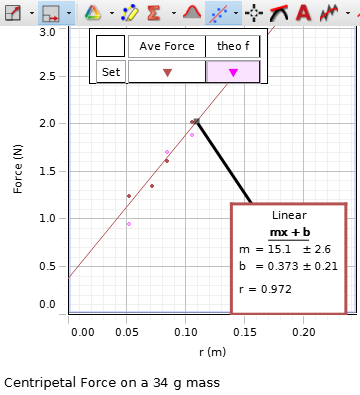 Ave Force theo f
Set
3.0
2.5
2.0
1.5
1.0
0.5
0.0
Force (N)
Linear
mx + b
m = 15.1 ± 2.6
b = 0.373 ± 0.21
r = 0.972
0.00 0.05 0.10 0.15 0.20
r (m)
Centripetal Force on a 34 g mass